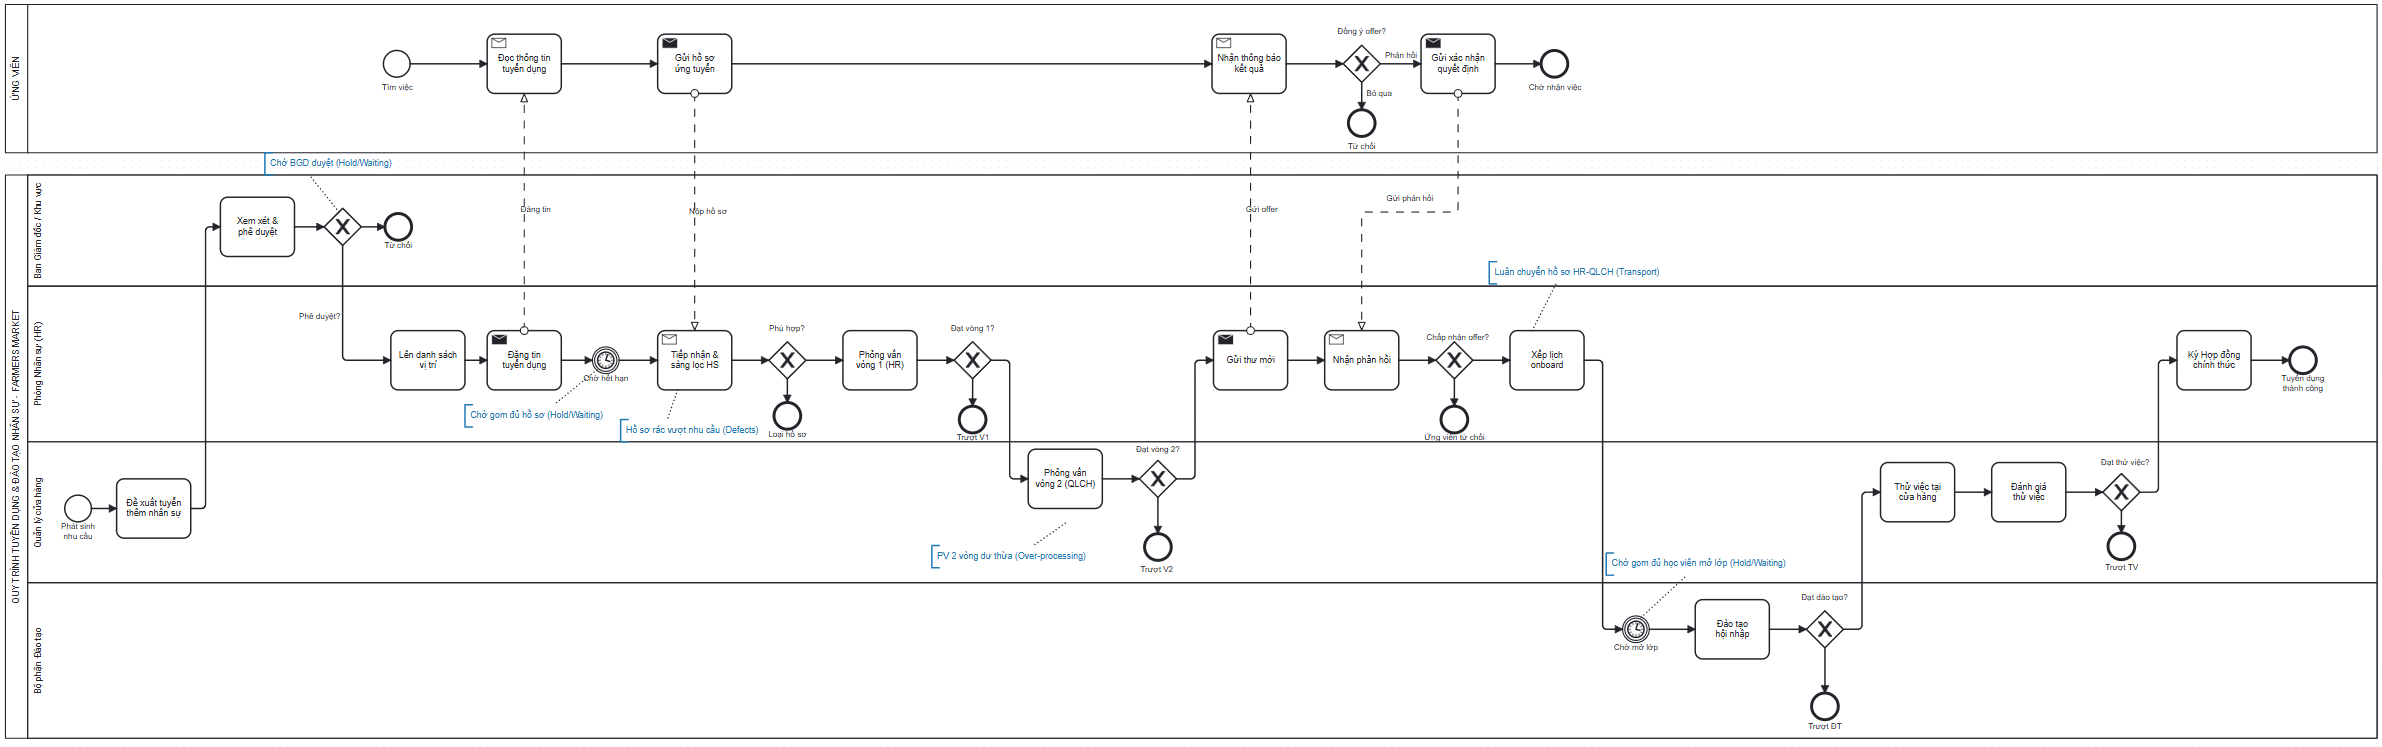 ỨNG VIÊN
Tìm việc
Đọc thông tin
tuyển dụng
Gửi hồ sơ
ứng tuyển
Nhận thông báo
kết quả
Đồng ý offer?
Phản hồi
Bỏ qua
Từ chối
Gửi xác nhận
quyết định
Chờ nhận việc
QUY TRÌNH TUYỂN DỤNG & ĐÀO TẠO NHÂN SỰ - FARMERS MARKET
Ban Giám đốc / Khu vực
Chờ BGD duyệt (Hold/Waiting)
Xem xét &
phê duyệt
Từ chối
Đăng tin
Nộp hồ sơ
Gửi offer
Gửi phản hồi
Luân chuyển hồ sơ HR-QLCH (Transport)
Phòng Nhân sự (HR)
Phê duyệt?
Lên danh sách
vị trí
Đăng tin
tuyển dụng
Chờ hết hạn
Chờ gom đủ hồ sơ (Hold/Waiting)
Tiếp nhận &
sàng lọc HS
Hồ sơ rác vượt nhu cầu (Defects)
Phù hợp?
Loại hồ sơ
Phỏng vấn
vòng 1 (HR)
Đạt vòng 1?
Trượt V1
Gửi thư mời
Nhận phản hồi
Chấp nhận offer?
Ứng viên từ chối
Xếp lịch
onboard
Ký Hợp đồng
chính thức
Tuyển dụng
thành công
Quản lý cửa hàng
Phát sinh
nhu cầu
Đề xuất tuyển
thêm nhân sự
Phỏng vấn
vòng 2 (QLCH)
PV 2 vòng dư thừa (Over-processing)
Đạt vòng 2?
Trượt V2
Thử việc tại
cửa hàng
Đánh giá
thử việc
Đạt thử việc?
Trượt TV
Bộ phận Đào tạo
Chờ gom đủ học viên mở lớp (Hold/Waiting)
Chờ mở lớp
Đào tạo
hội nhập
Đạt đào tạo?
Trượt ĐT